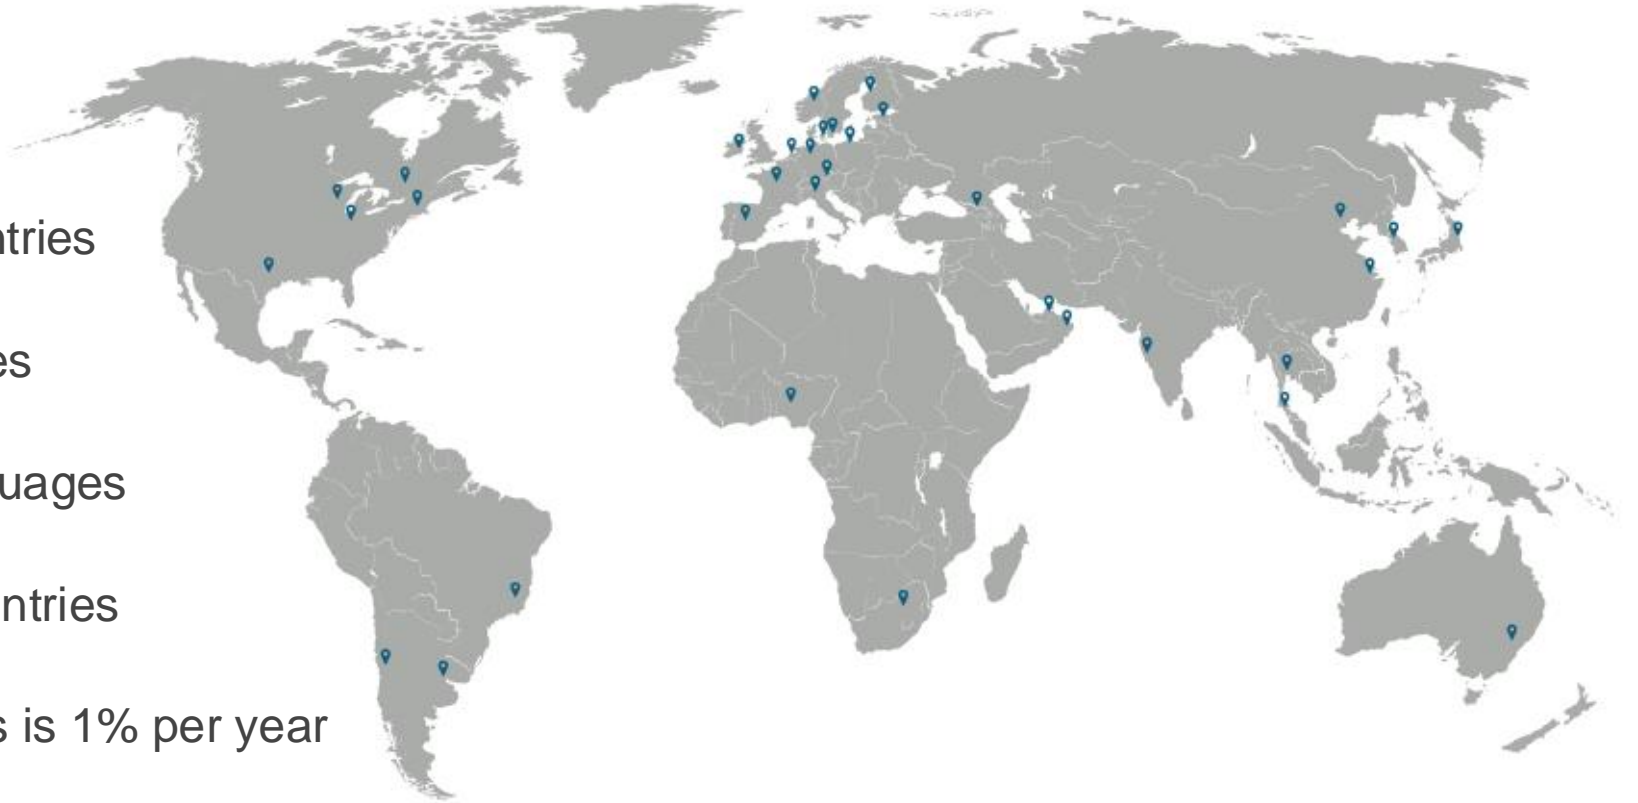 ntries
es
uages
ntries
s is 1% per year